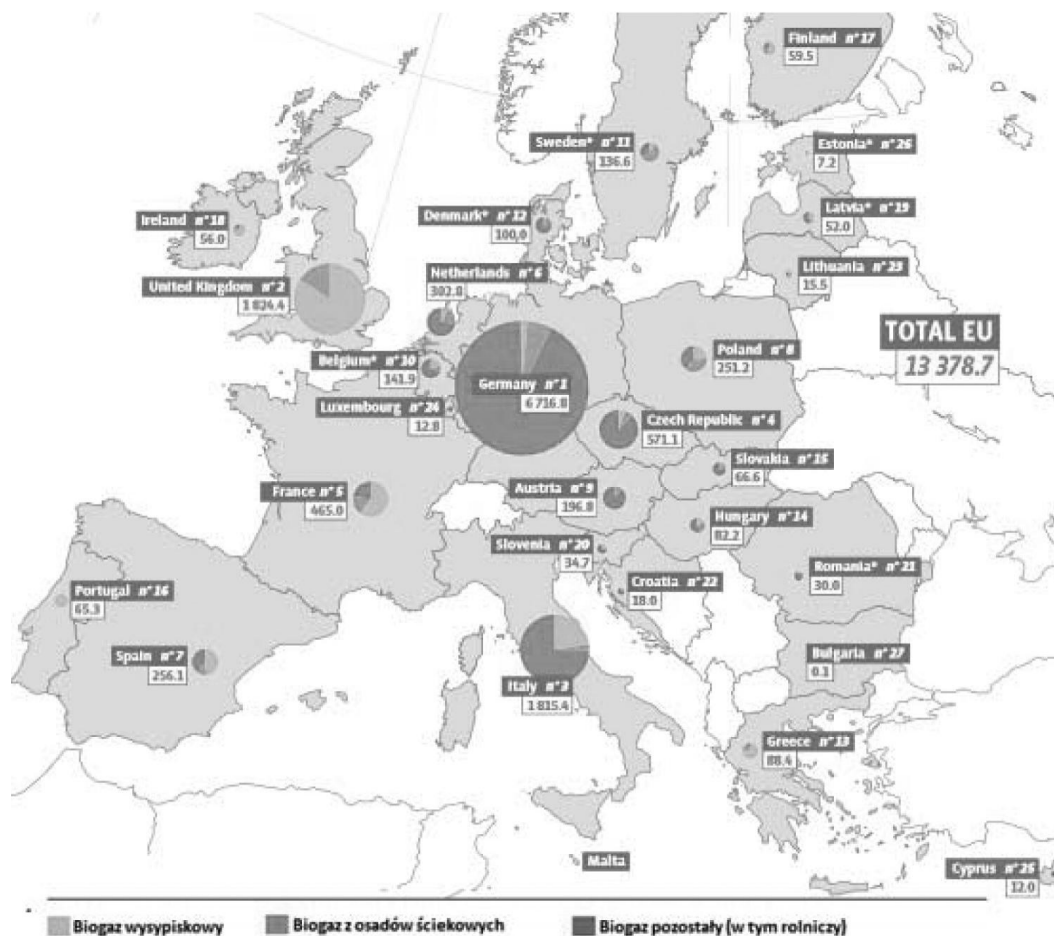 Finland n°17
59.5
Sweden* n°11
136.6
Estonia* n°26
7.2
Ireland n°18
56.0
Denmark* n°12
100,0
Latvia* n°19
52.0
United Kingdom n°2
1 824.4
Netherlands n°6
302.8
Lithuania n°23
15.5
TOTAL EU
13 378.7
Belgium* n°10
141.9
Germany n°1
6 716.8
Poland n°8
251.2
Luxembourg n°24
12.8
Czech Republic n°4
571.1
Slovakia n°15
66.6
France n°5
465.0
Austria n°9
196.8
Hungary n°14
82.2
Slovenia n°20
34.7
Croatia n°22
18.0
Romania* n°21
30.0
Portugal n°16
65.3
Spain n°7
256.1
Italy n°3
1 815.4
Bulgaria n°27
0.1
Greece n°13
88.4
Malta
Cyprus n°25
12.0
Biogaz wysypiskowy
Biogaz z osadów ściekowych
Biogaz pozostały (w tym rolniczy)